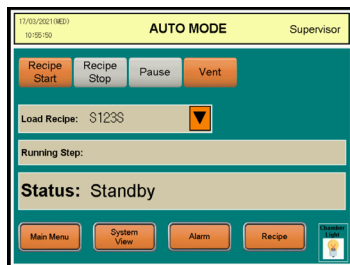 17/03/2021(WED)
10:55:50
AUTO MODE
Supervisor
Recipe Start
Recipe Stop
Pause
Vent
Load Recipe: S123S
Running Step:
Status: Standby
Main Menu
System View
Alarm
Recipe
Chamber Light